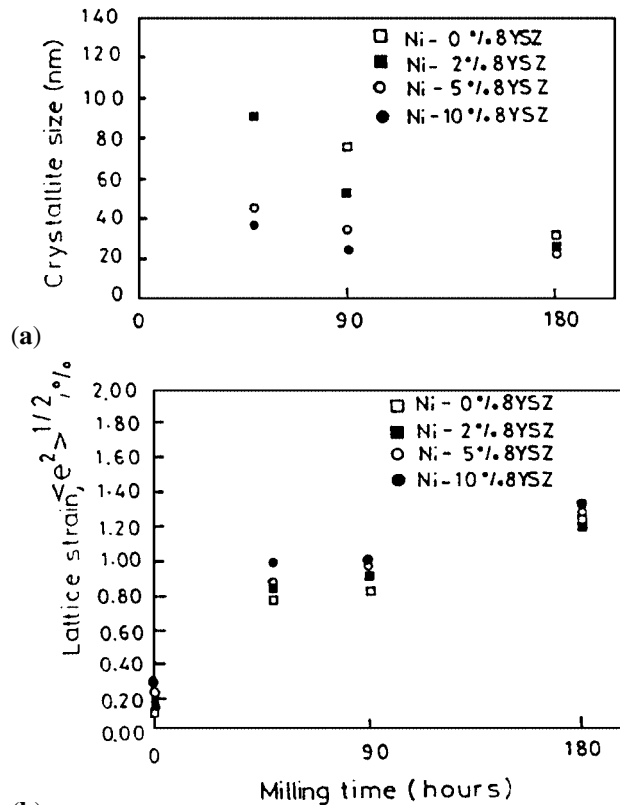 140
120
100
80
60
40
20
0
Crystallite size (nm)
Ni - 0 %8YSZ
Ni - 2%8YSZ
Ni - 5%8YSZ
Ni - 10%8YSZ
0 90 180
(a)
2.00
1.80
1.60
1.40
1.20
1.00
0.80
0.60
0.40
0.20
0.00
Lattice strain,<e²>^1/2,%
Ni - 0%8YSZ
Ni - 2%8YSZ
Ni - 5%8YSZ
Ni - 10%8YSZ
0 90 180
Milling time (hours)